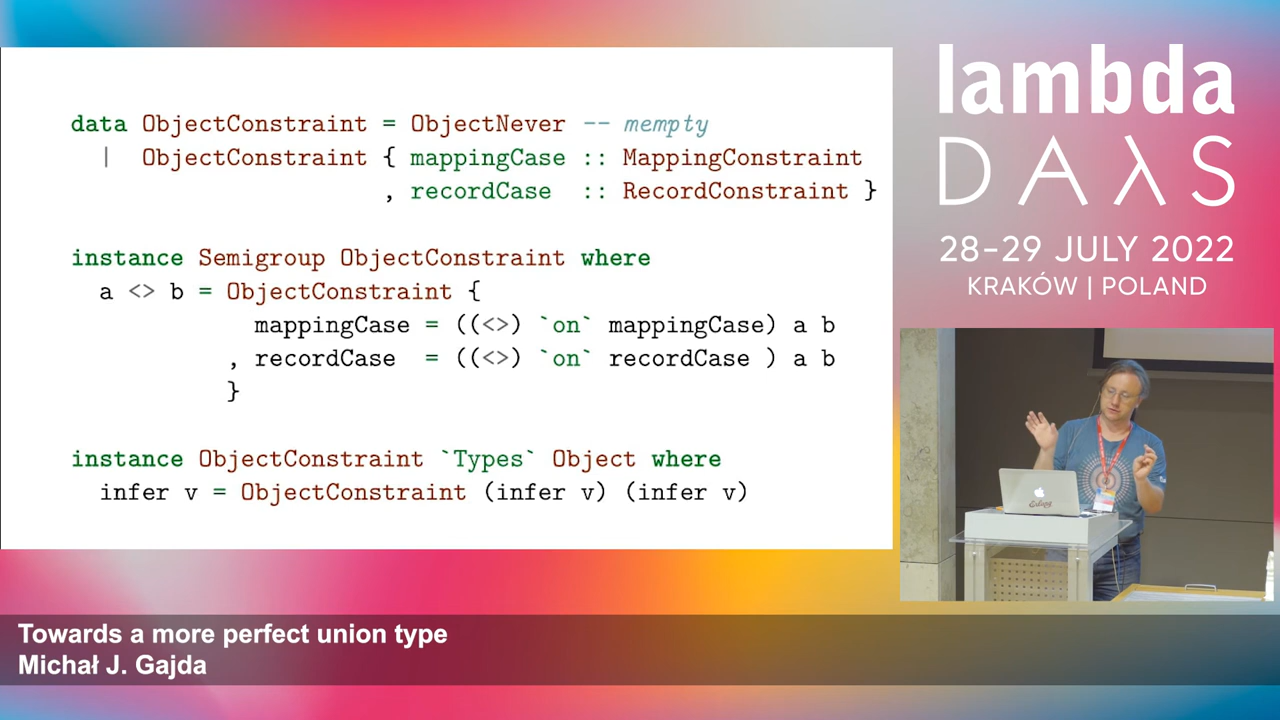 data ObjectConstraint = ObjectNever -- mempty
| ObjectConstraint { mappingCase :: MappingConstraint
, recordCase :: RecordConstraint }
instance Semigroup ObjectConstraint where
a <> b = ObjectConstraint {
mappingCase = ((<>) `on` mappingCase) a b
, recordCase = ((<>) `on` recordCase ) a b
}
instance ObjectConstraint `Types` Object where
infer v = ObjectConstraint (infer v) (infer v)
lambda
DAλS
28–29 JULY 2022
KRAKÓW | POLAND
Towards a more perfect union type
Michał J. Gajda